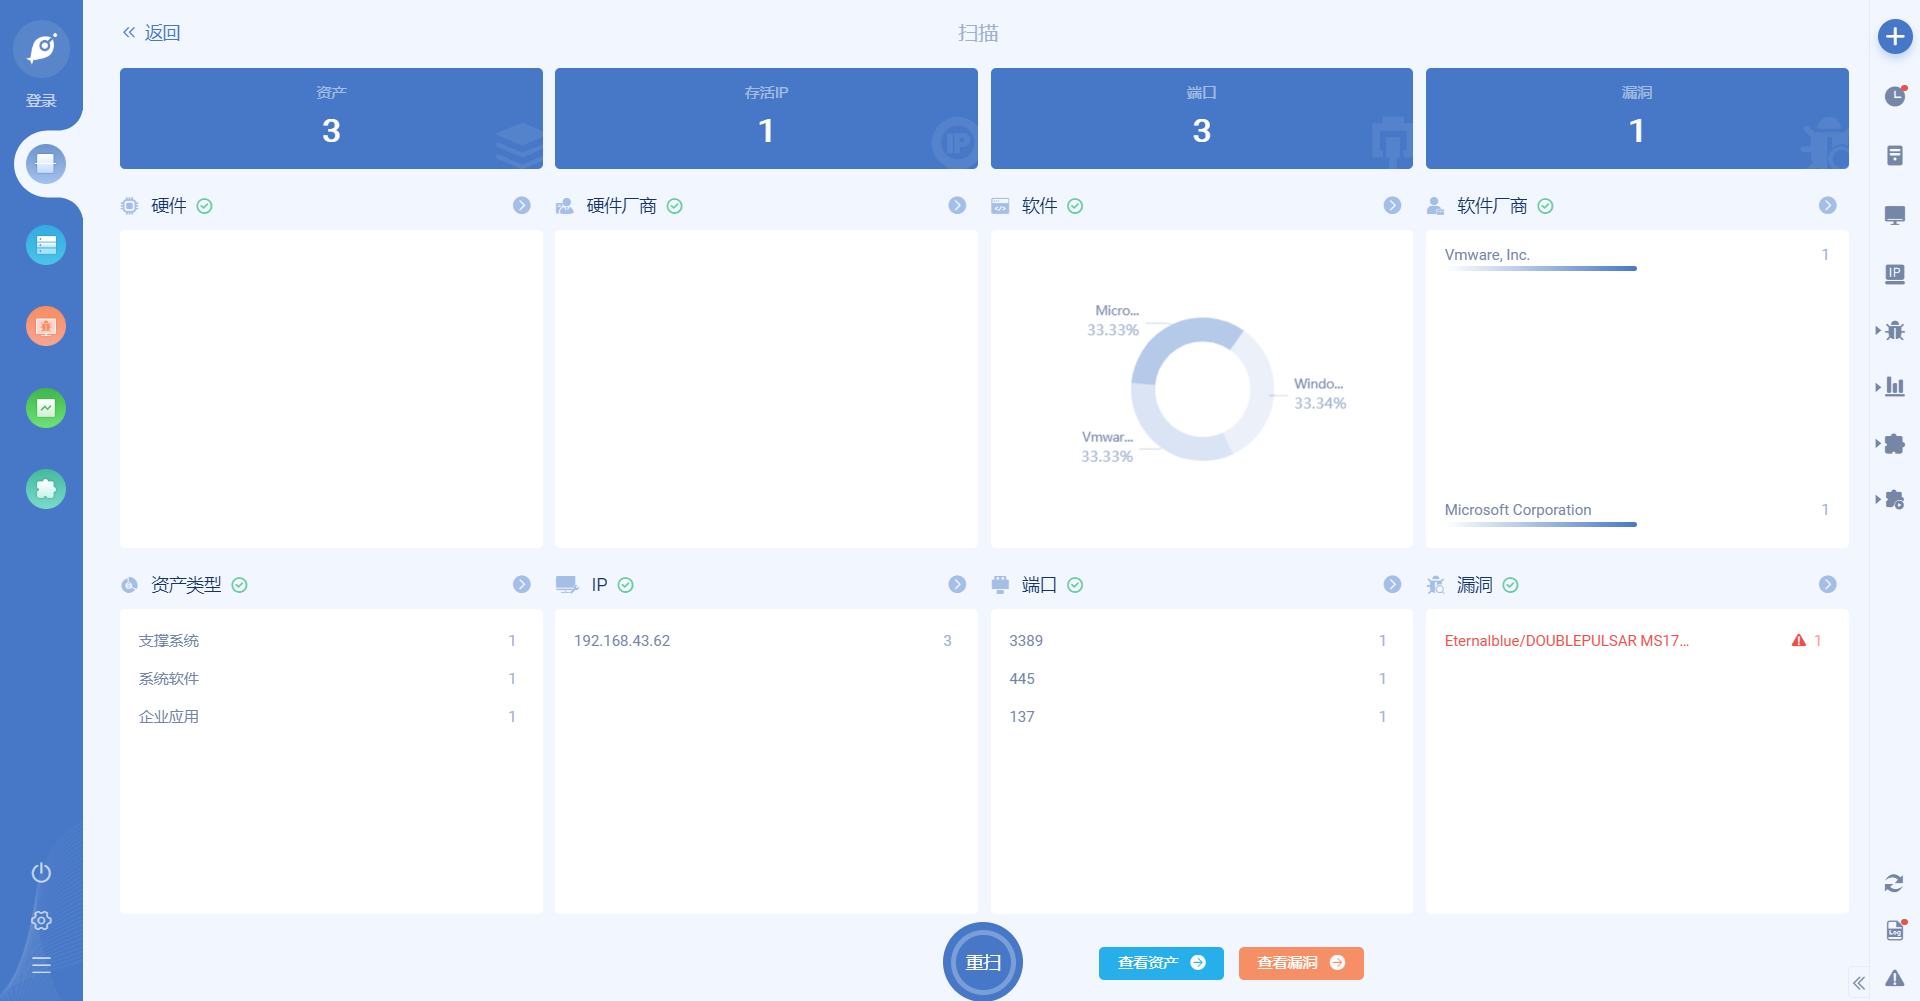 返回
扫描
登录
资产
3
存活IP
1
端口
3
漏洞
1
硬件
硬件厂商
软件
软件厂商
Micro...
33.33%
Windo...
33.34%
Vmwar...
33.33%
Vmware, Inc. 1
Microsoft Corporation 1
资产类型
IP
端口
漏洞
支撑系统 1
系统软件 1
企业应用 1
192.168.43.62 3
3389 1
445 1
137 1
Eternalblue/DOUBLEPULSAR MS17... 1
重扫
查看资产
查看漏洞
IP
IP
Log